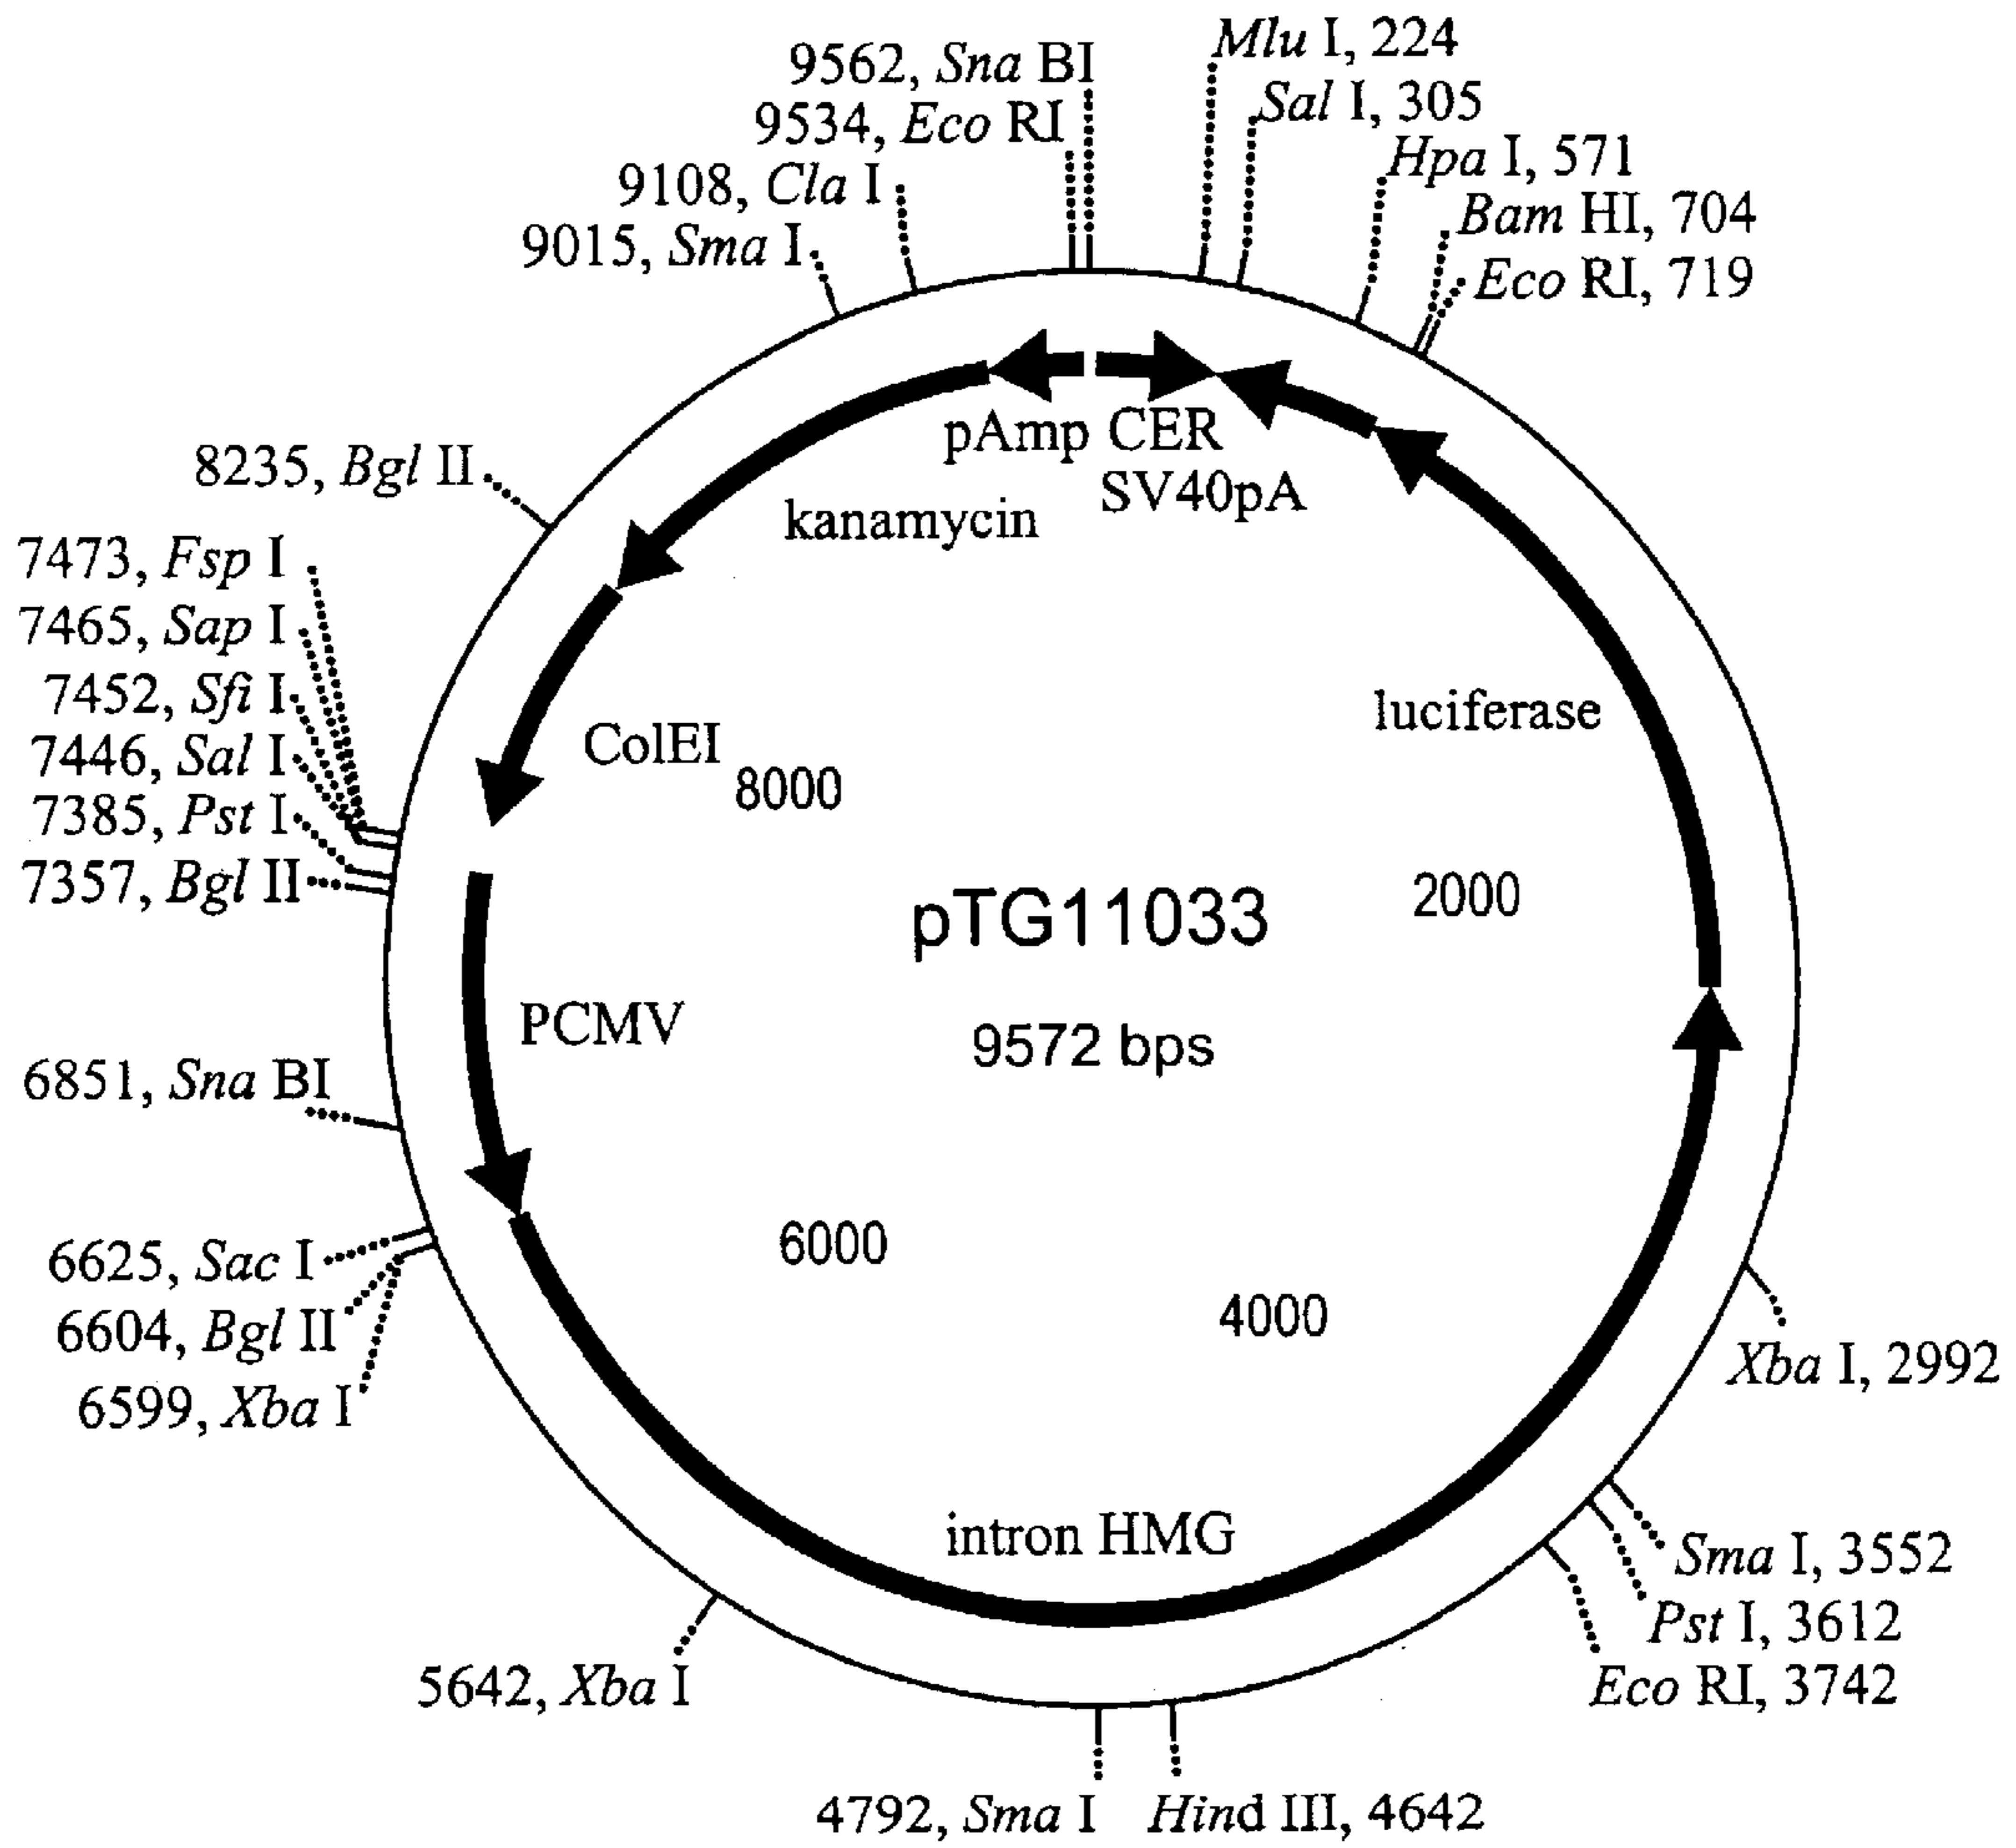 9562, Sna BI
9534, Eco RI
9108, Cla I
9015, Sma I
Mlu I, 224
Sal I, 305
Hpa I, 571
Bam HI, 704
Eco RI, 719
pAmp CER
SV40pA
kanamycin
8235, Bgl II
7473, Fsp I
7465, Sap I
7452, Sfi I
7446, Sal I
7385, Pst I
7357, Bgl II
luciferase
ColEI
8000
2000
pTG11033
9572 bps
PCMV
6851, Sna BI
6000
4000
6625, Sac I
6604, Bgl II
6599, Xba I
Xba I, 2992
intron HMG
Sma I, 3552
Pst I, 3612
Eco RI, 3742
5642, Xba I
4792, Sma I
Hind III, 4642